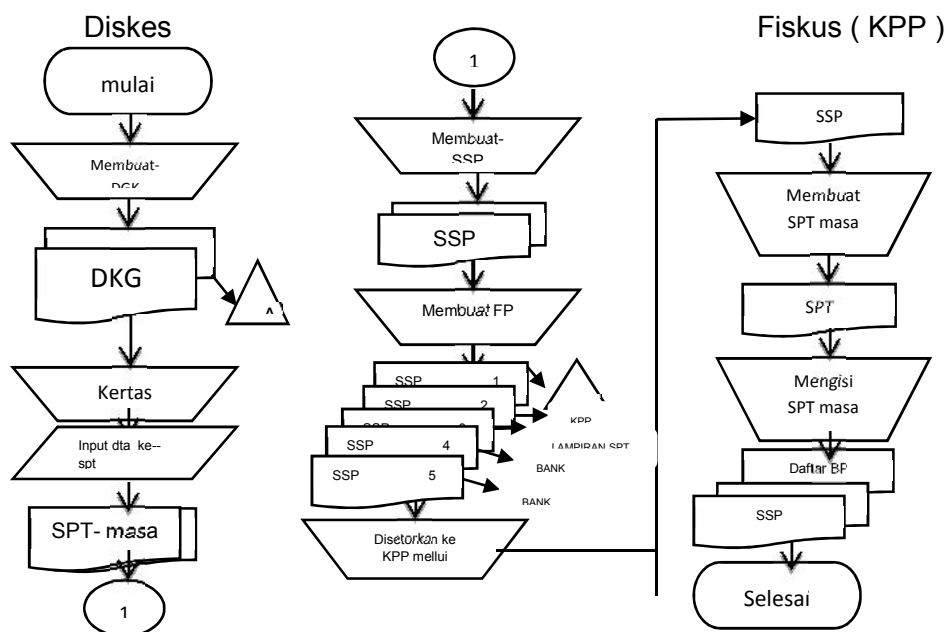 Diskes
mulai
Membuat-
DKG
Kertas
Input dta ke--
spt
SPT- masa
1
1
Membuat-
SSP
SSP
Membuat FP
SSP 1
SSP 2
SSP
SSP 4
SSP 5
KPP
LAMPIRAN SPT
BANK
BANK
Disetorkan ke
KPP mellui
Fiskus ( KPP )
SSP
Membuat
SPT masa
SPT
Mengisi
SPT masa
Daftar BP
SSP
Selesai